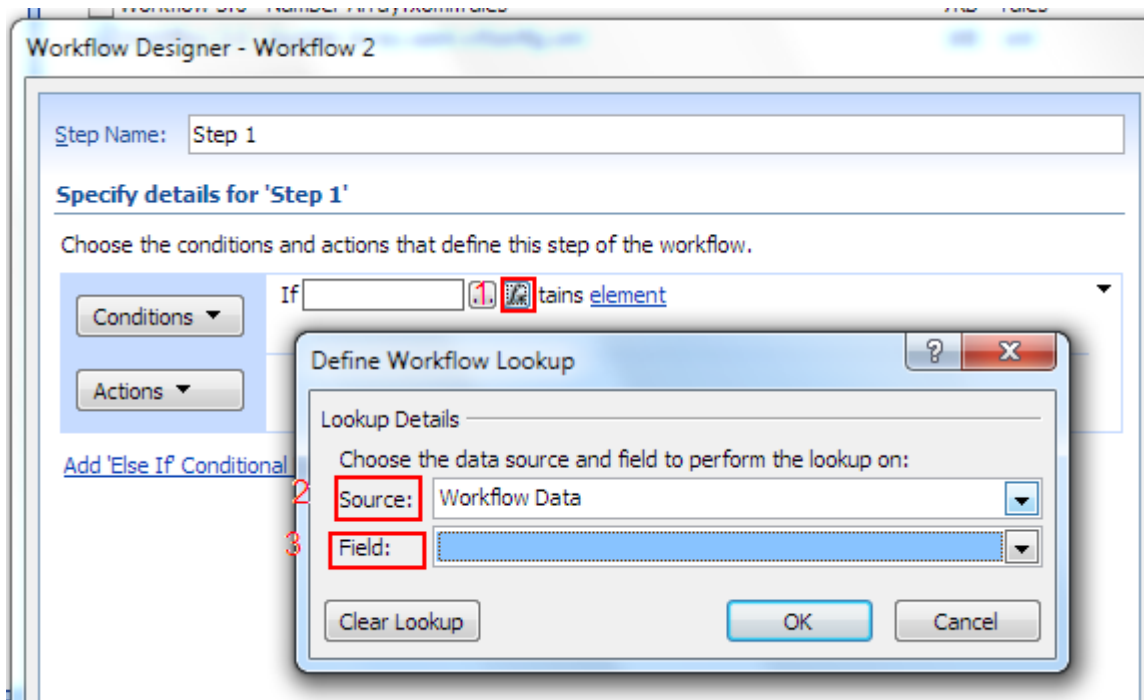 Workflow Designer - Workflow 2
Step Name: Step 1
Specify details for 'Step 1'
Choose the conditions and actions that define this step of the workflow.
Conditions
If 1 tains element
Actions
Add 'Else If' Conditional
Define Workflow Lookup
Lookup Details
Choose the data source and field to perform the lookup on:
2 Source: Workflow Data
3 Field:
Clear Lookup OK Cancel